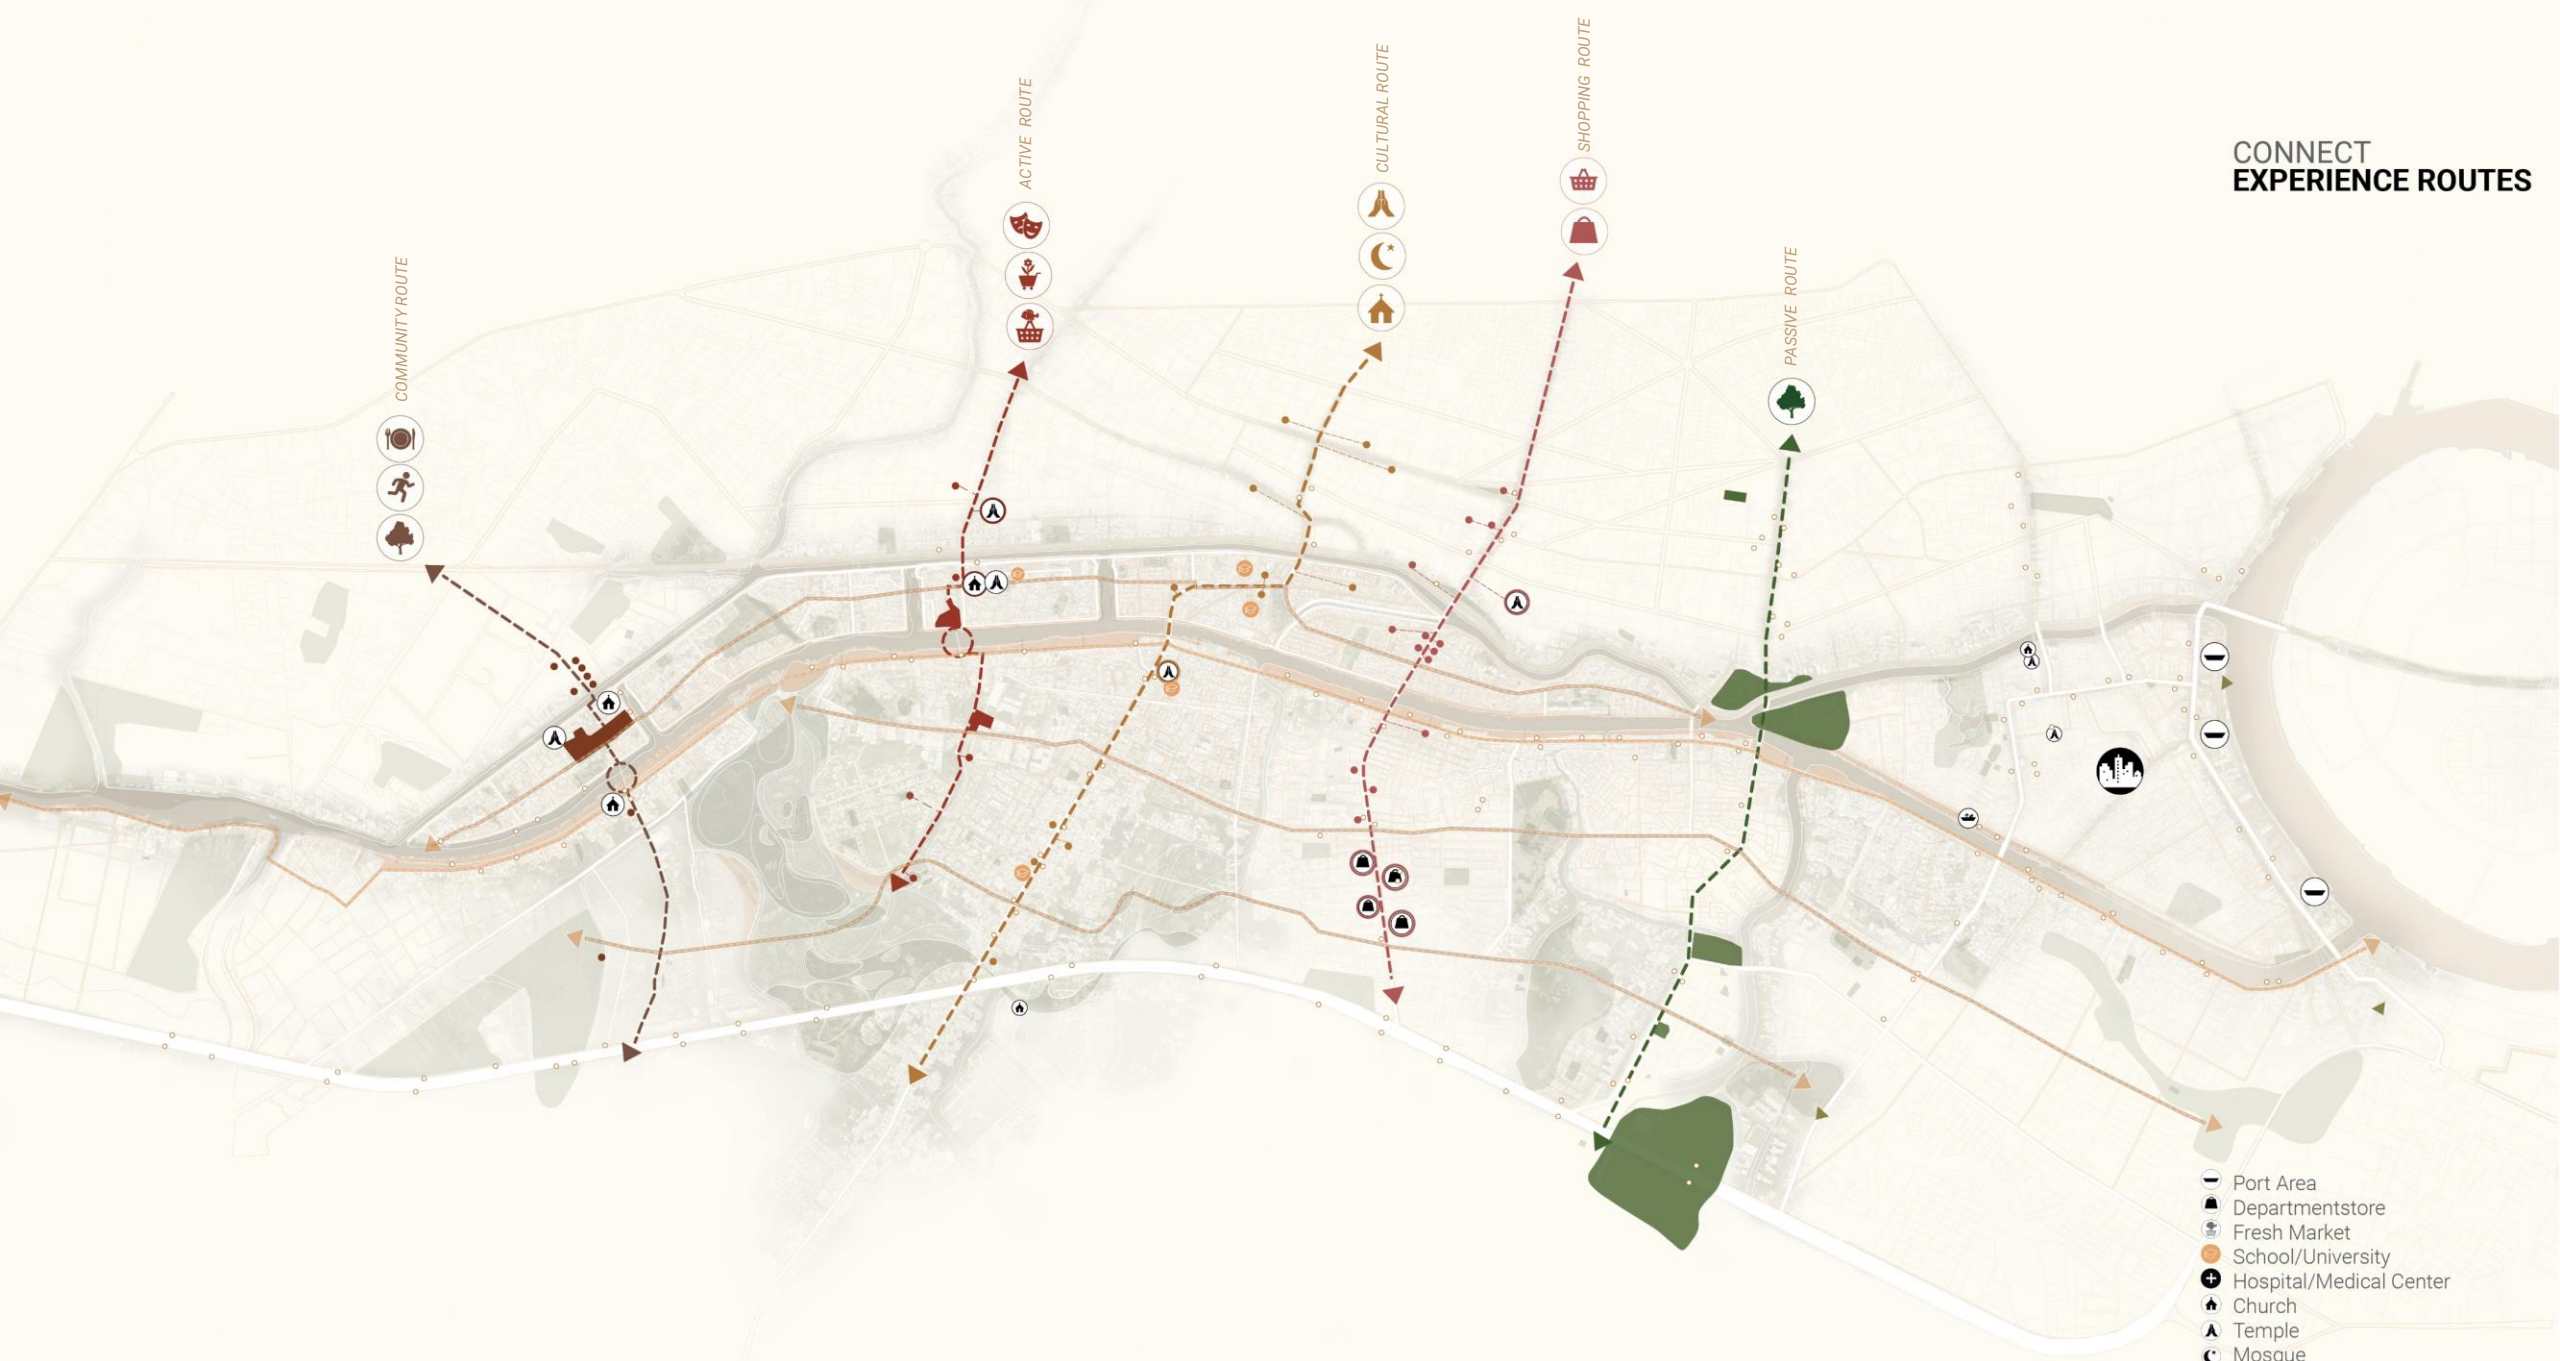 CONNECT
EXPERIENCE ROUTES
COMMUNITY ROUTE
ACTIVE ROUTE
CULTURAL ROUTE
SHOPPING ROUTE
PASSIVE ROUTE
Port Area
Departmentstore
Fresh Market
School/University
Hospital/Medical Center
Church
Temple
Mosque